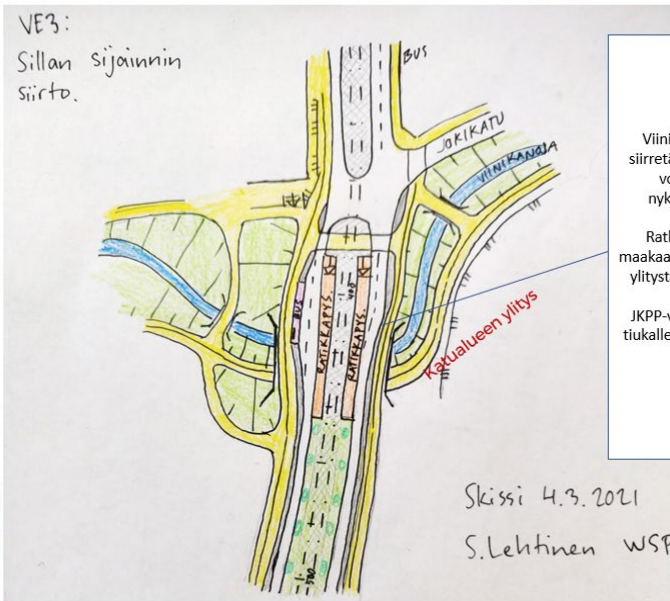 VE3:
Sillan sijainnin
siirto.
BUS
JOKIKATU
VIINIKANOJA
BUS
RATIKKAPYS.
RATIKKAPYS.
Katualueen ylitys
Viini
siirretä
vo
nyk
Rat
maakaa
ylityst
JKPP-v
tiukalle
Skissi 4.3.2021
S.Lehtinen WSP